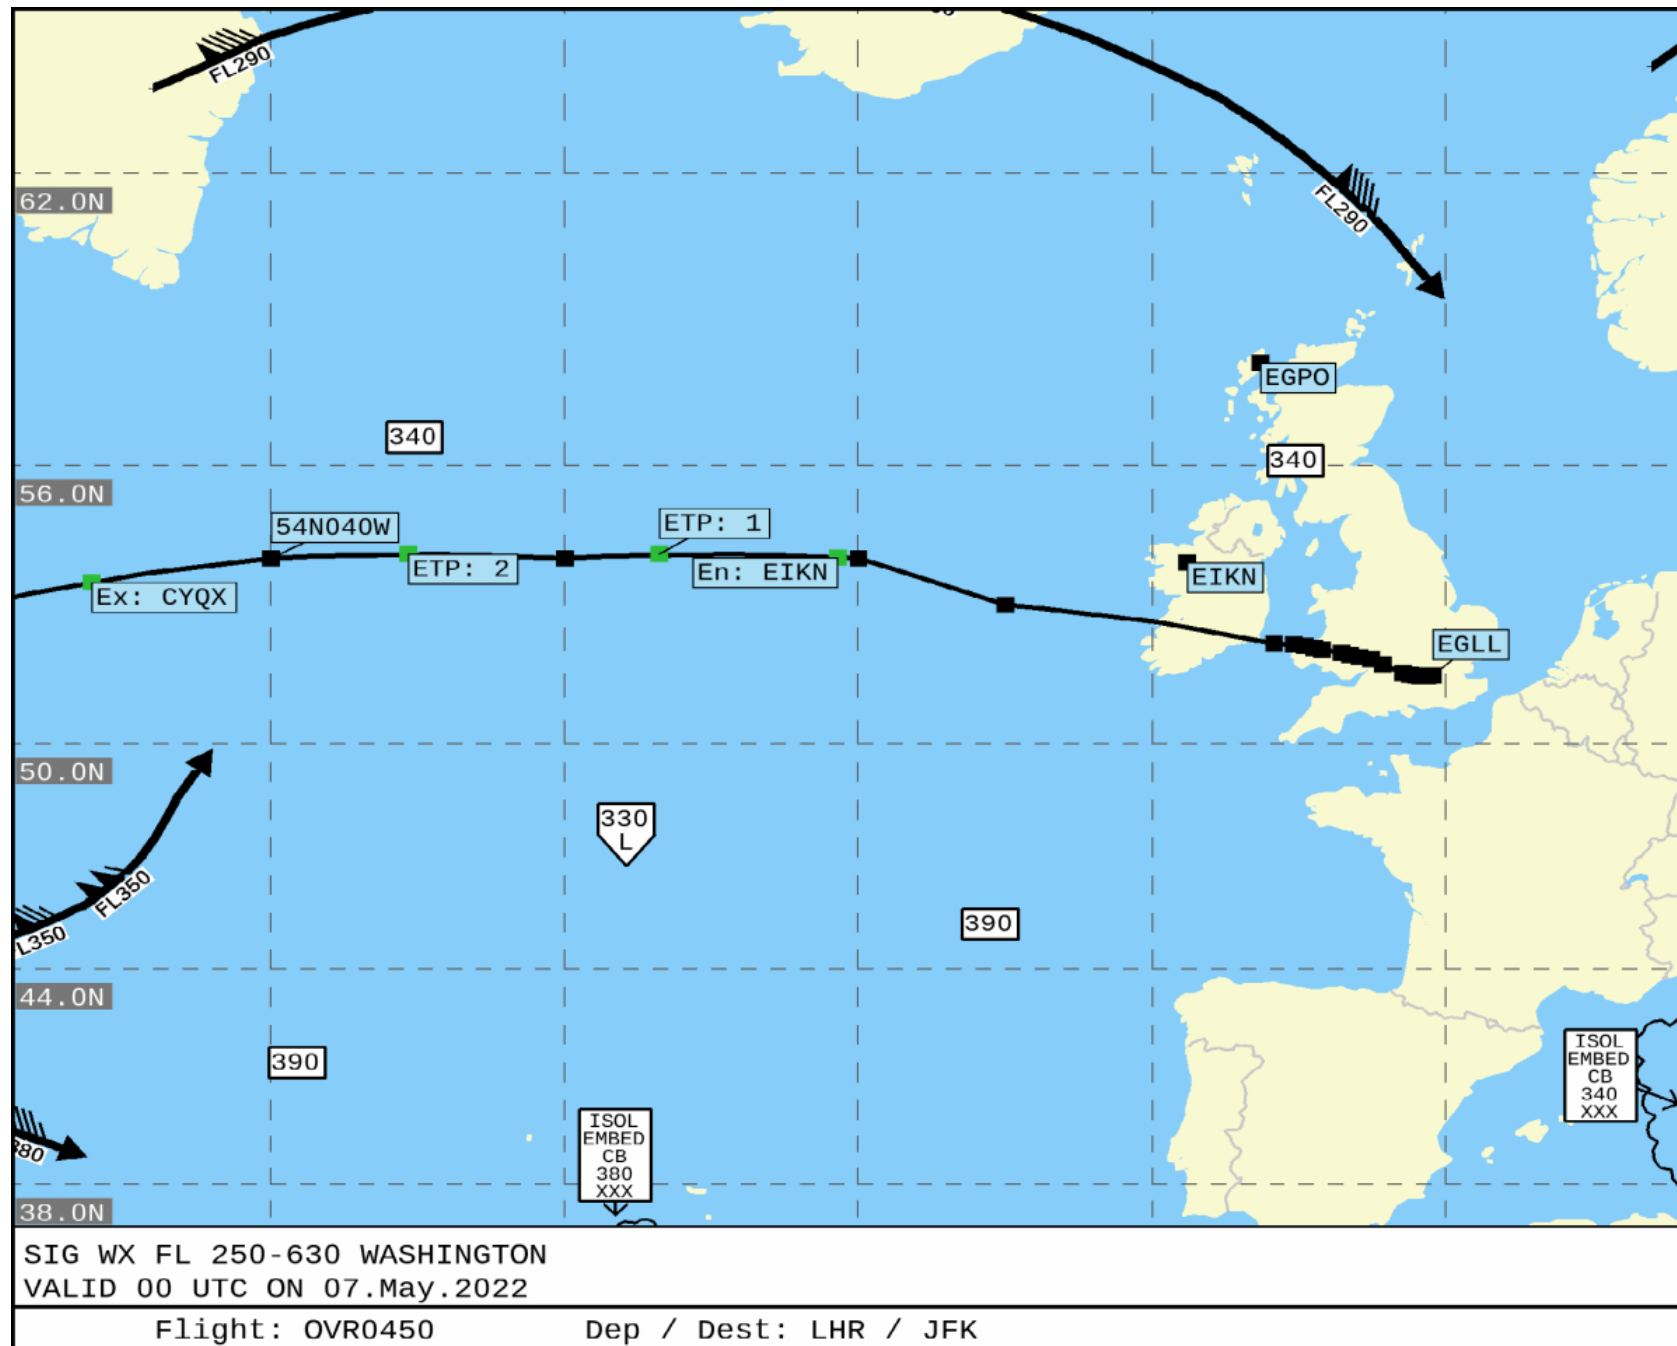 FL290
62.0N
FL290
EGPO
340
340
56.0N
54N040W
ETP: 1
ETP: 2
En: EIKN
EIKN
Ex: CYQX
EGLL
50.0N
330
L
FL350
L350
390
44.0N
390
ISOL
EMBED
CB
340
XXX
ISOL
EMBED
CB
380
XXX
380
38.0N
SIG WX FL 250-630 WASHINGTON
VALID 00 UTC ON 07.May.2022
Flight: OVR0450 Dep / Dest: LHR / JFK